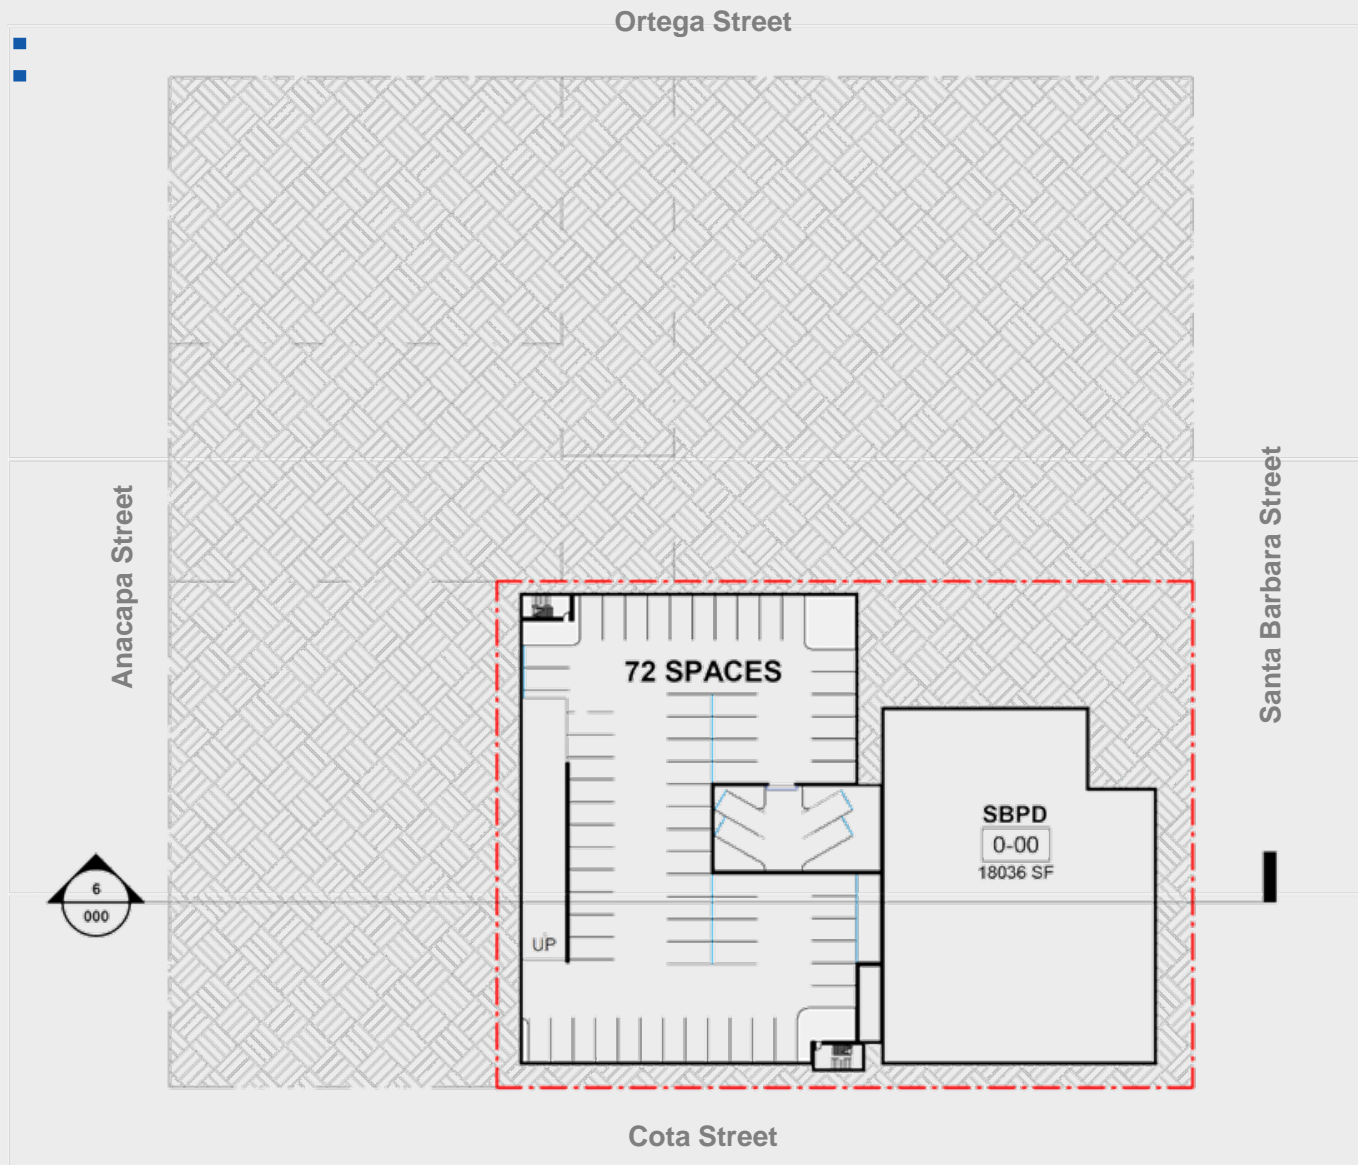 Ortega Street
Anacapa Street
Santa Barbara Street
72 SPACES
SBPD
0-00
18036 SF
6
000
UP
Cota Street